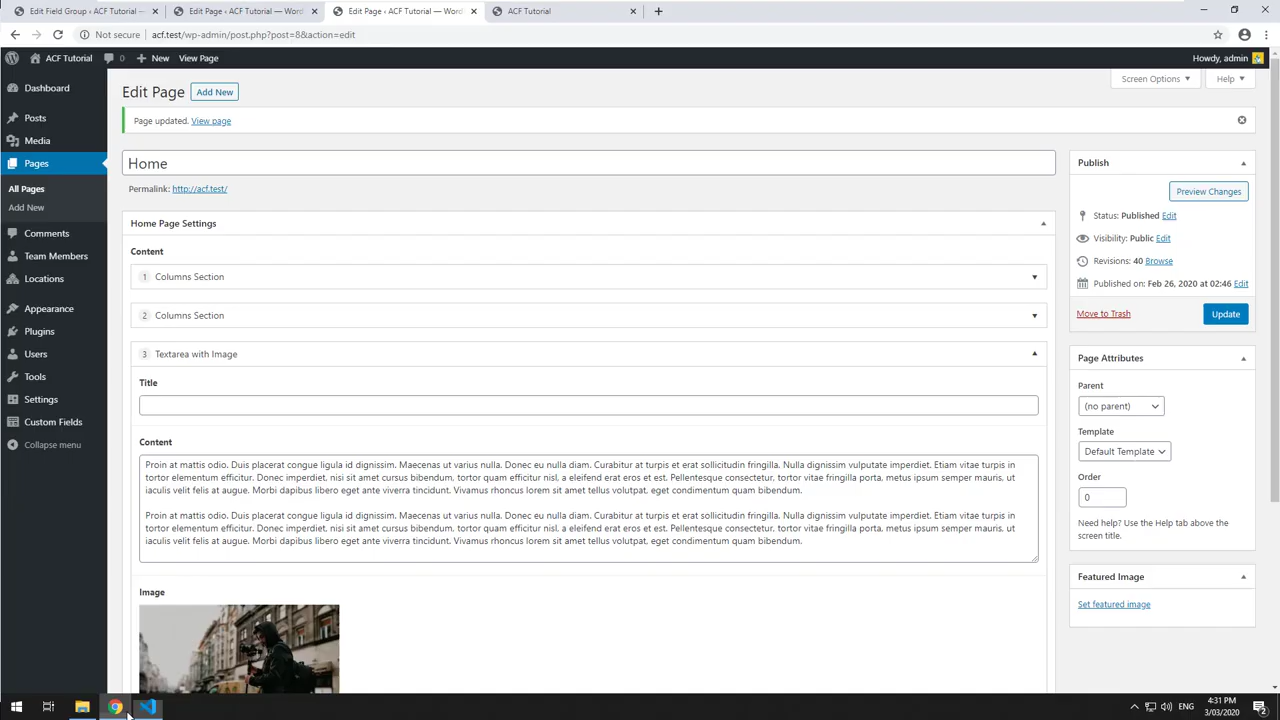 Edit Field Group ‹ ACF Tutorial —
Edit Page ‹ ACF Tutorial — Word
Edit Page ‹ ACF Tutorial — Wor
ACF Tutorial
Not secure
acf.test/wp-admin/post.php?post=8&action=edit
ACF Tutorial
0
New
View Page
Howdy, admin
Dashboard
Posts
Media
Pages
All Pages
Add New
Comments
Team Members
Locations
Appearance
Plugins
Users
Tools
Settings
Custom Fields
Collapse menu
Screen Options
Help
Edit Page
Add New
Page updated. View page
Home
Permalink: http://acf.test/
Home Page Settings
Content
1 Columns Section
2 Columns Section
3 Textarea with Image
Title
Content
Proin at mattis odio. Duis placerat congue ligula id dignissim. Maecenas ut varius nulla. Donec eu nulla diam. Curabitur at turpis et erat sollicitudin fringilla. Nulla dignissim vulputate imperdiet. Etiam vitae turpis in
tortor elementum efficitur. Donec imperdiet, nisi sit amet cursus bibendum, tortor quam efficitur nisl, a eleifend erat eros et est. Pellentesque consectetur, tortor vitae fringilla porta, metus ipsum semper mauris, ut
iaculis velit felis at augue. Morbi dapibus libero eget ante viverra tincidunt. Vivamus rhoncus lorem sit amet tellus volutpat, eget condimentum quam bibendum.
Proin at mattis odio. Duis placerat congue ligula id dignissim. Maecenas ut varius nulla. Donec eu nulla diam. Curabitur at turpis et erat sollicitudin fringilla. Nulla dignissim vulputate imperdiet. Etiam vitae turpis in
tortor elementum efficitur. Donec imperdiet, nisi sit amet cursus bibendum, tortor quam efficitur nisl, a eleifend erat eros et est. Pellentesque consectetur, tortor vitae fringilla porta, metus ipsum semper mauris, ut
iaculis velit felis at augue. Morbi dapibus libero eget ante viverra tincidunt. Vivamus rhoncus lorem sit amet tellus volutpat, eget condimentum quam bibendum.
Image
Publish
Preview Changes
Status: Published Edit
Visibility: Public Edit
Revisions: 40 Browse
Published on: Feb 26, 2020 at 02:46 Edit
Move to Trash
Update
Page Attributes
Parent
(no parent)
Template
Default Template
Order
0
Need help? Use the Help tab above the
screen title.
Featured Image
Set featured image
ENG
4:31 PM
3/03/2020
2